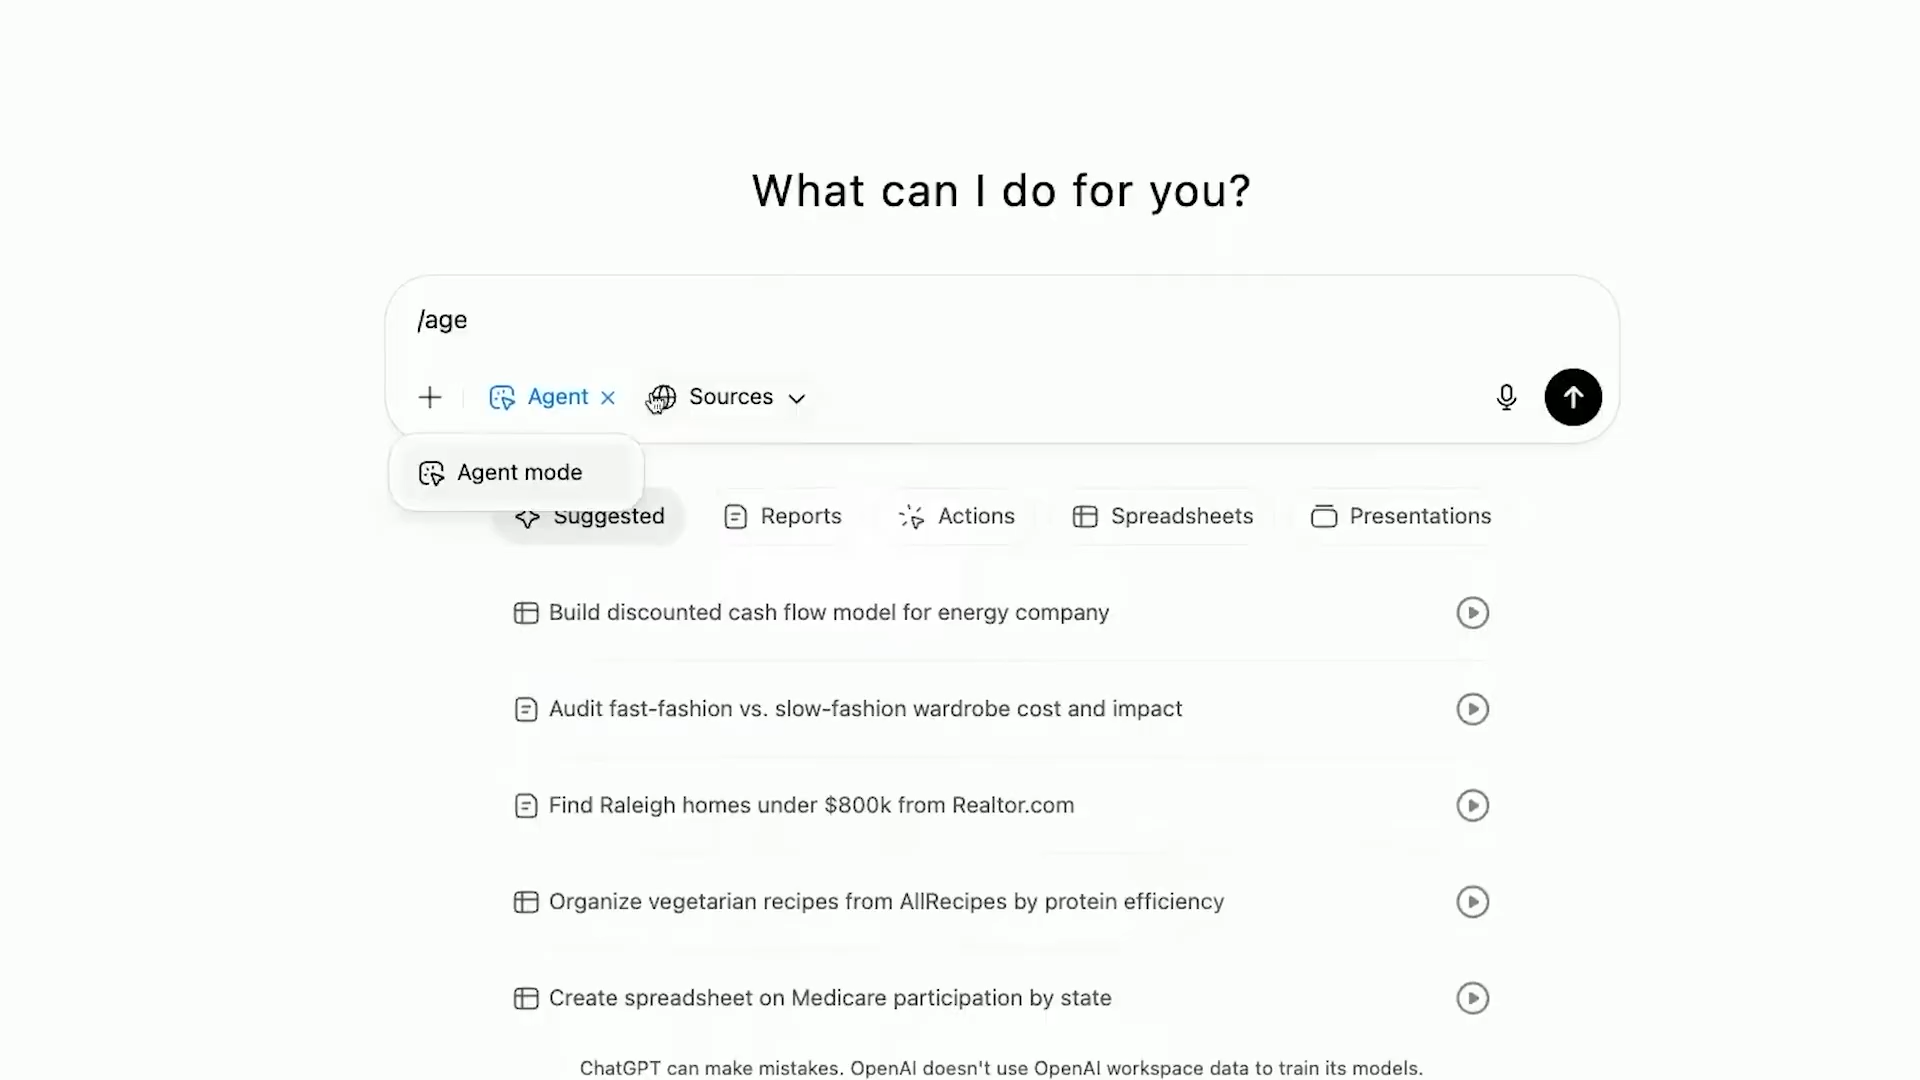 What can I do for you?
/age
Agent Sources
Agent mode
Suggested Reports Actions Spreadsheets Presentations
Build discounted cash flow model for energy company
Audit fast-fashion vs. slow-fashion wardrobe cost and impact
Find Raleigh homes under $800k from Realtor.com
Organize vegetarian recipes from AllRecipes by protein efficiency
Create spreadsheet on Medicare participation by state
ChatGPT can make mistakes. OpenAI doesn't use OpenAI workspace data to train its models.